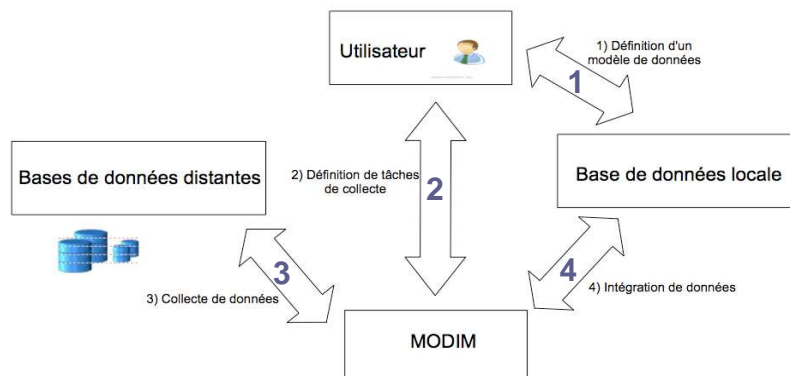 Utilisateur
1) Définition d'un
modèle de données
1
Bases de données distantes
2) Définition de tâches
de collecte
2
Base de données locale
3
3) Collecte de données
4
4) Intégration de données
MODIM